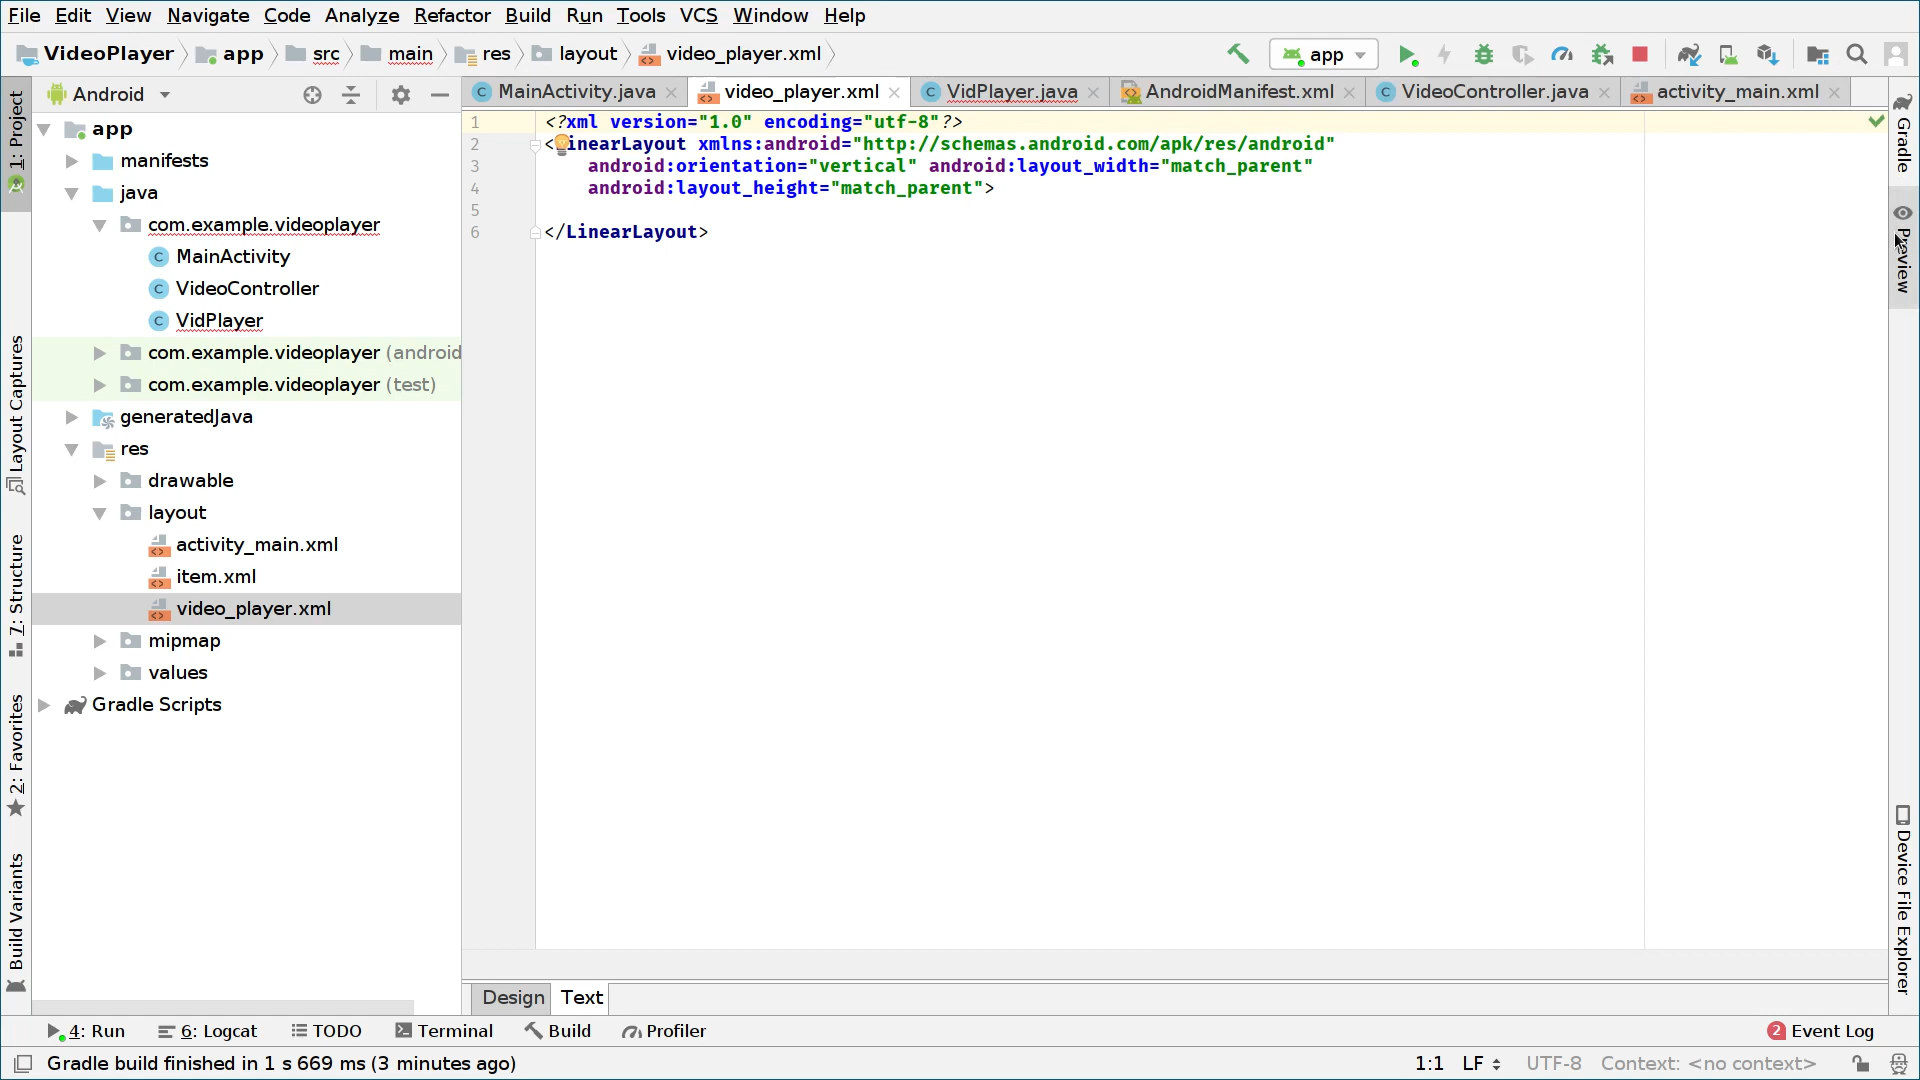 File Edit View Navigate Code Analyze Refactor Build Run Tools VCS Window Help
VideoPlayer app src main res layout video_player.xml app
1: Project
Layout Captures
7: Structure
2: Favorites
Build Variants
Android
app
manifests
java
com.example.videoplayer
MainActivity
VideoController
VidPlayer
com.example.videoplayer (android
com.example.videoplayer (test)
generatedJava
res
drawable
layout
activity_main.xml
item.xml
video_player.xml
mipmap
values
Gradle Scripts
MainActivity.java video_player.xml VidPlayer.java AndroidManifest.xml VideoController.java activity_main.xml
1 <?xml version="1.0" encoding="utf-8"?>
2 <inearLayout xmlns:android="http://schemas.android.com/apk/res/android"
3 android:orientation="vertical" android:layout_width="match_parent"
4 android:layout_height="match_parent">
5
6 </LinearLayout>
Design Text
Gradle
Preview
Device File Explorer
4: Run 6: Logcat TODO Terminal Build Profiler 2 Event Log
Gradle build finished in 1 s 669 ms (3 minutes ago) 1:1 LF UTF-8 Context: <no context>